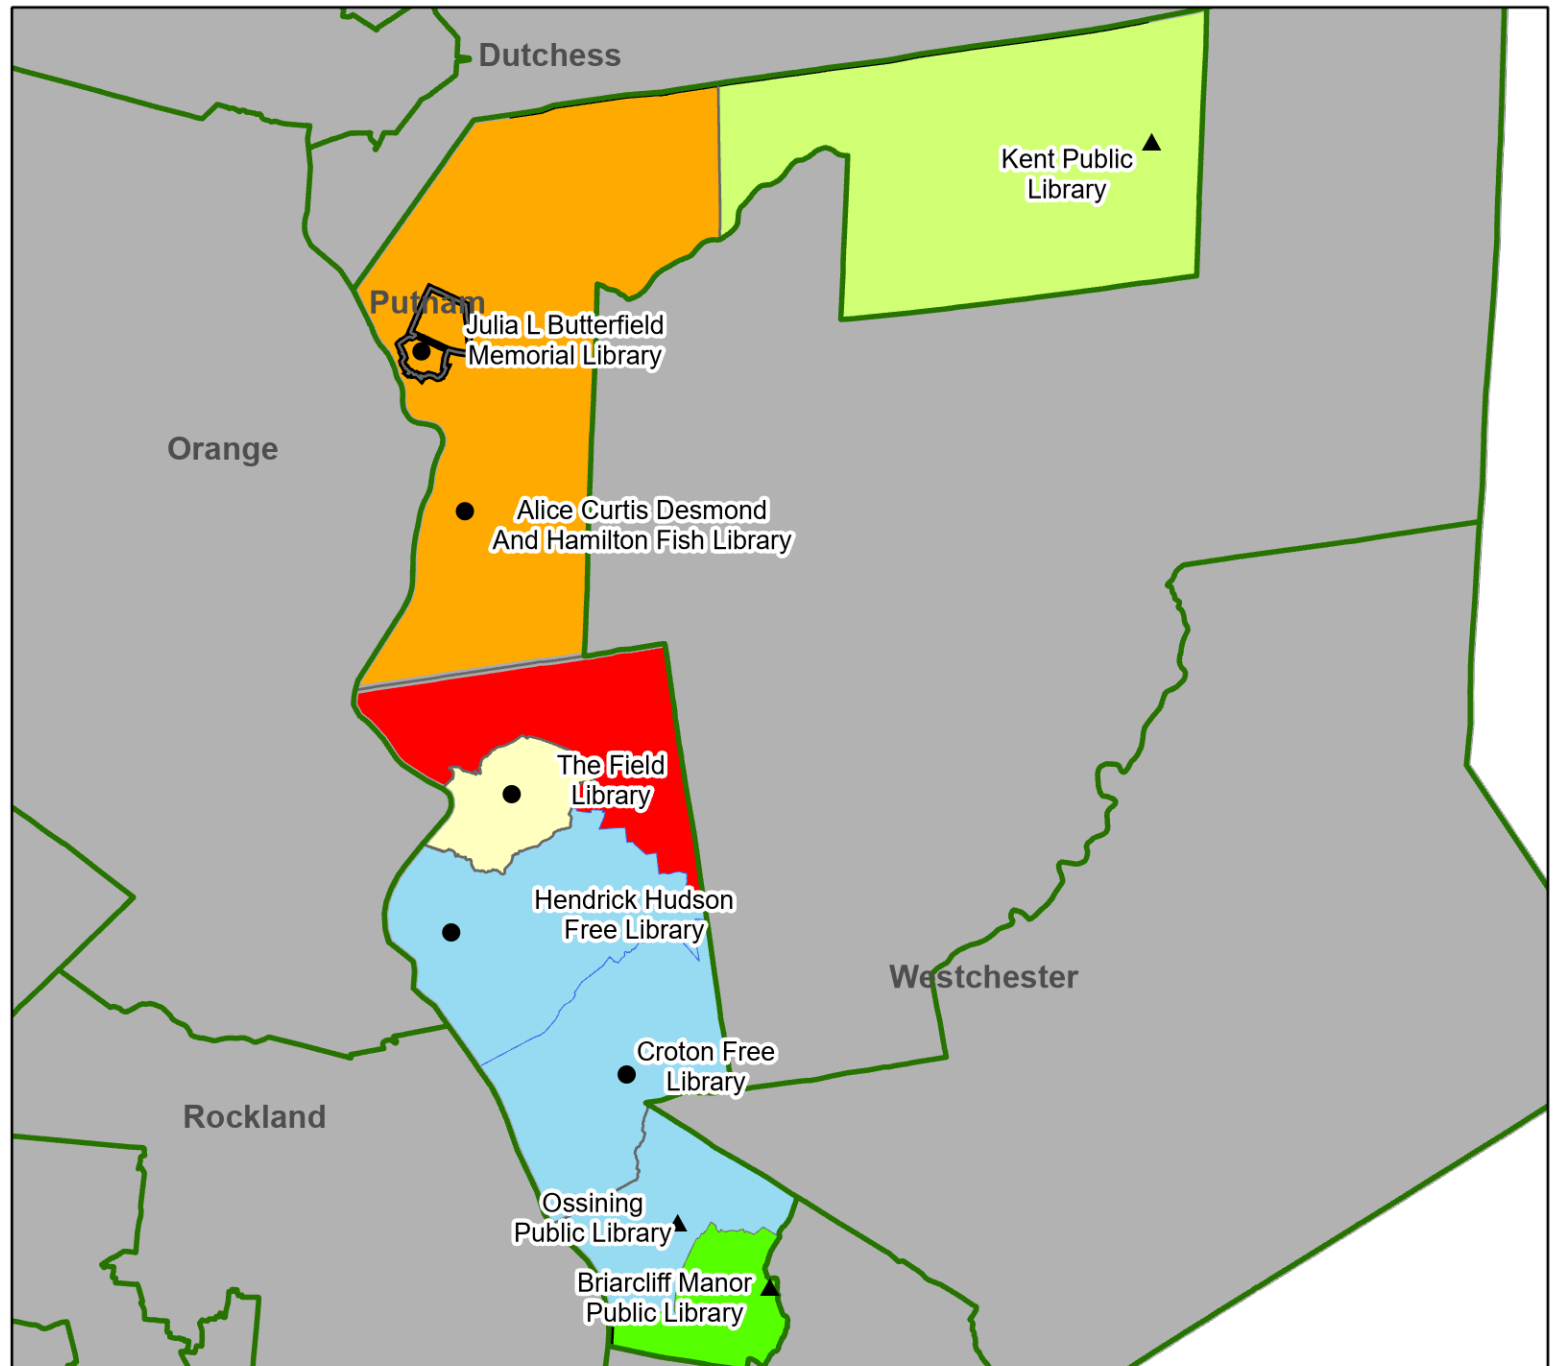 Dutchess
Kent Public
Library
Putnam
Julia L Butterfield
Memorial Library
Orange
Alice Curtis Desmond
And Hamilton Fish Library
The Field
Library
Hendrick Hudson
Free Library
Westchester
Croton Free
Library
Rockland
Ossining
Public Library
Briarcliff Manor
Public Library